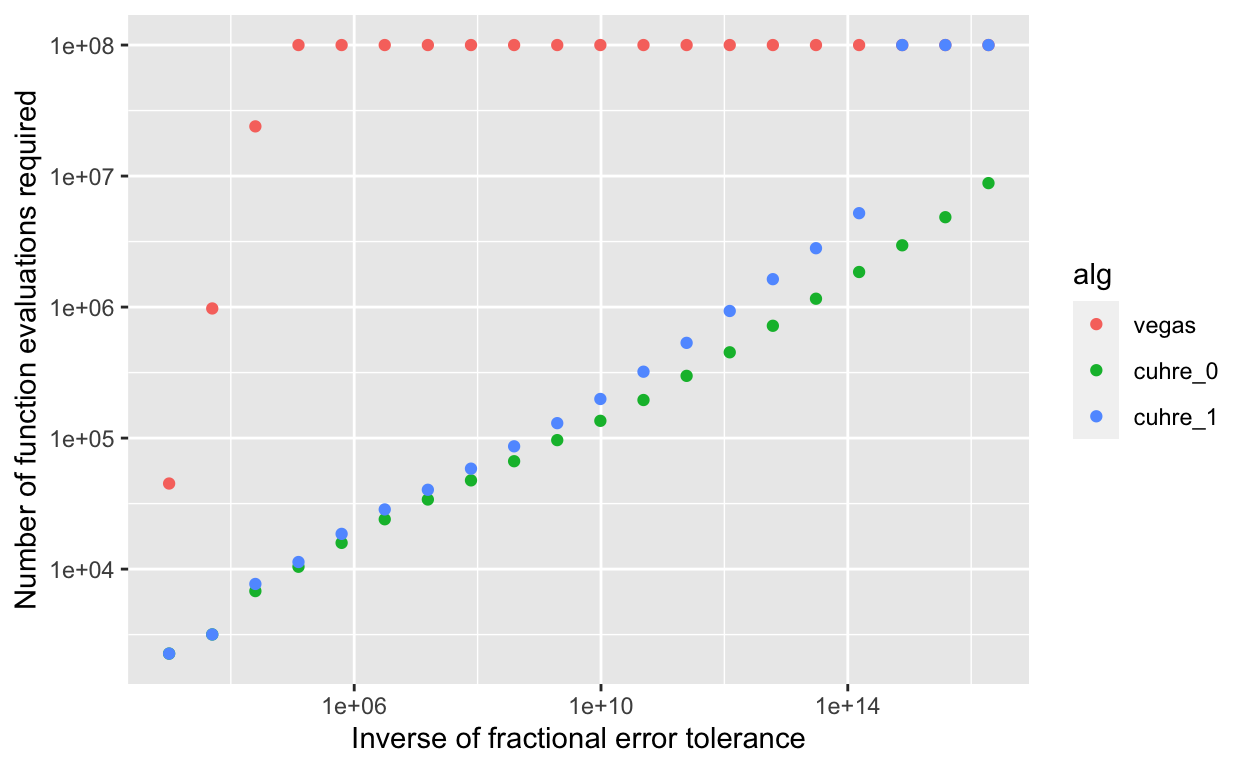 1e+08
1e+07
1e+06
1e+05
1e+04
Number of function evaluations required
1e+06
1e+10
1e+14
Inverse of fractional error tolerance
alg
vegas
cuhre_0
cuhre_1